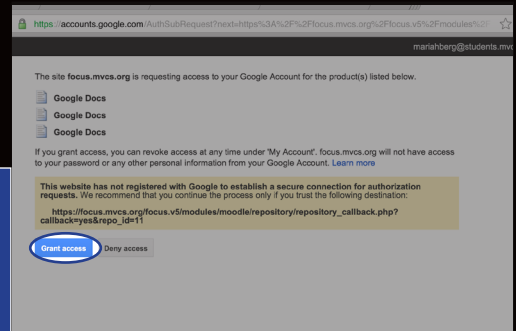 https://accounts.google.com/AuthSubRequest?next=https%3A%2F%2Ffocus.mvcs.org%2Ffocus.v5%2Fmodules%2F
mariahberg@students.mvc
The site focus.mvcs.org is requesting access to your Google Account for the product(s) listed below.
Google Docs
Google Docs
Google Docs
If you grant access, you can revoke access at any time under 'My Account'. focus.mvcs.org will not have access
to your password or any other personal information from your Google Account. Learn more
This website has not registered with Google to establish a secure connection for authorization
requests. We recommend that you continue the process only if you trust the following destination:
https://focus.mvcs.org/focus.v5/modules/moodle/repository/repository_callback.php?
callback=yes&repo_id=11
Grant access Deny access